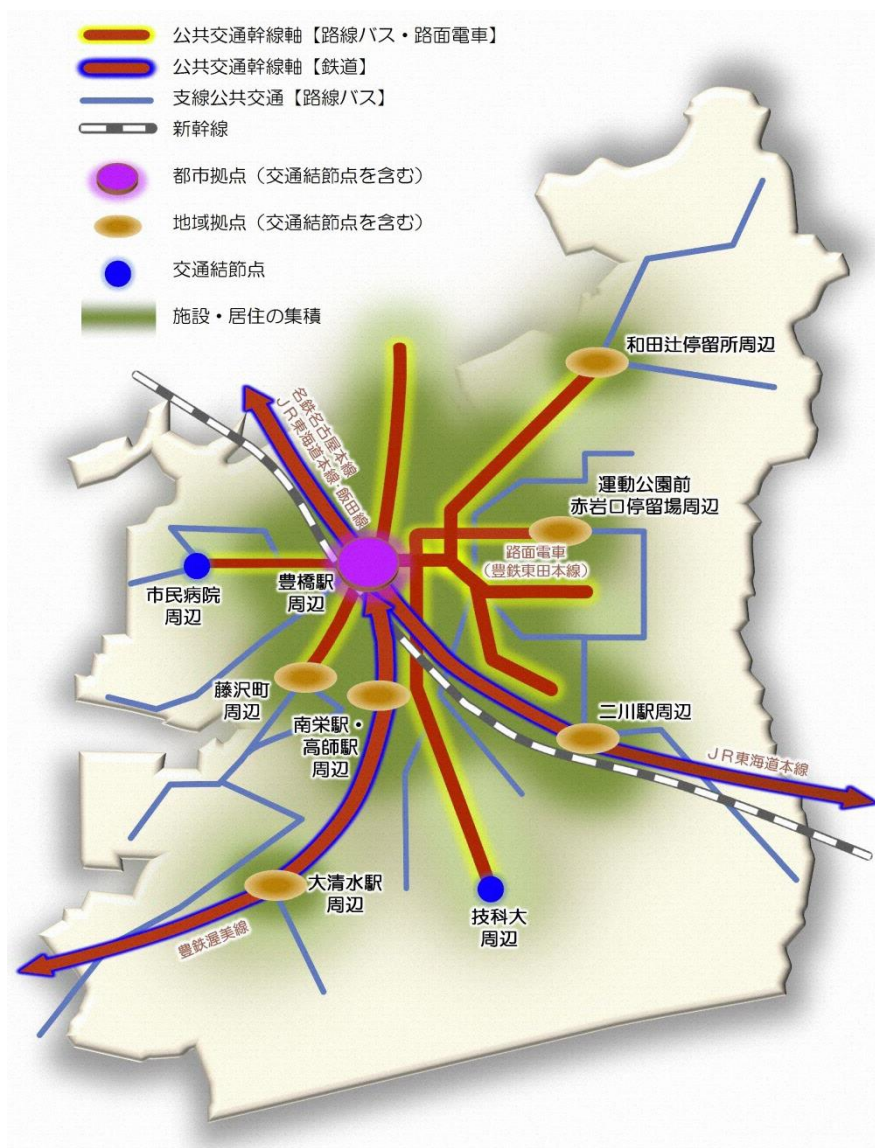 公共交通幹線軸【路線バス・路面電車】
公共交通幹線軸【鉄道】
支線公共交通【路線バス】
新幹線
都市拠点（交通結節点を含む）
地域拠点（交通結節点を含む）
交通結節点
施設・居住の集積
和田辻停留所周辺
名鉄名古屋本線
ＪＲ東海道本線・飯田線
運動公園前
赤岩口停留場周辺
路面電車
（豊鉄東田本線）
市民病院
周辺
豊橋駅
周辺
藤沢町
周辺
南栄駅・
高師駅
周辺
二川駅周辺
ＪＲ東海道本線
大清水駅
周辺
技科大
周辺
豊鉄渥美線